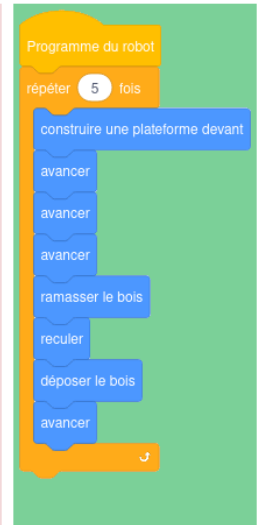 Programme du robot
répéter 5 fois
construire une plateforme devant
avancer
avancer
avancer
ramasser le bois
reculer
déposer le bois
avancer